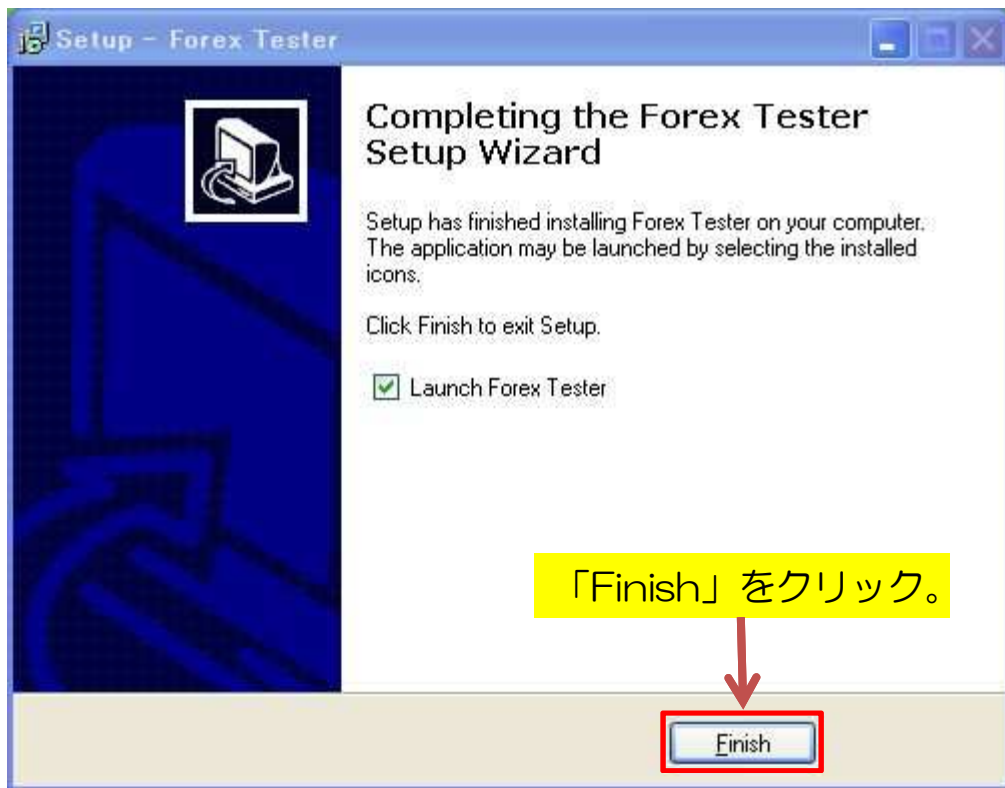 Setup - Forex Tester
Completing the Forex Tester
Setup Wizard
Setup has finished installing Forex Tester on your computer.
The application may be launched by selecting the installed
icons.
Click Finish to exit Setup.
Launch Forex Tester
「Finish」をクリック。
Finish